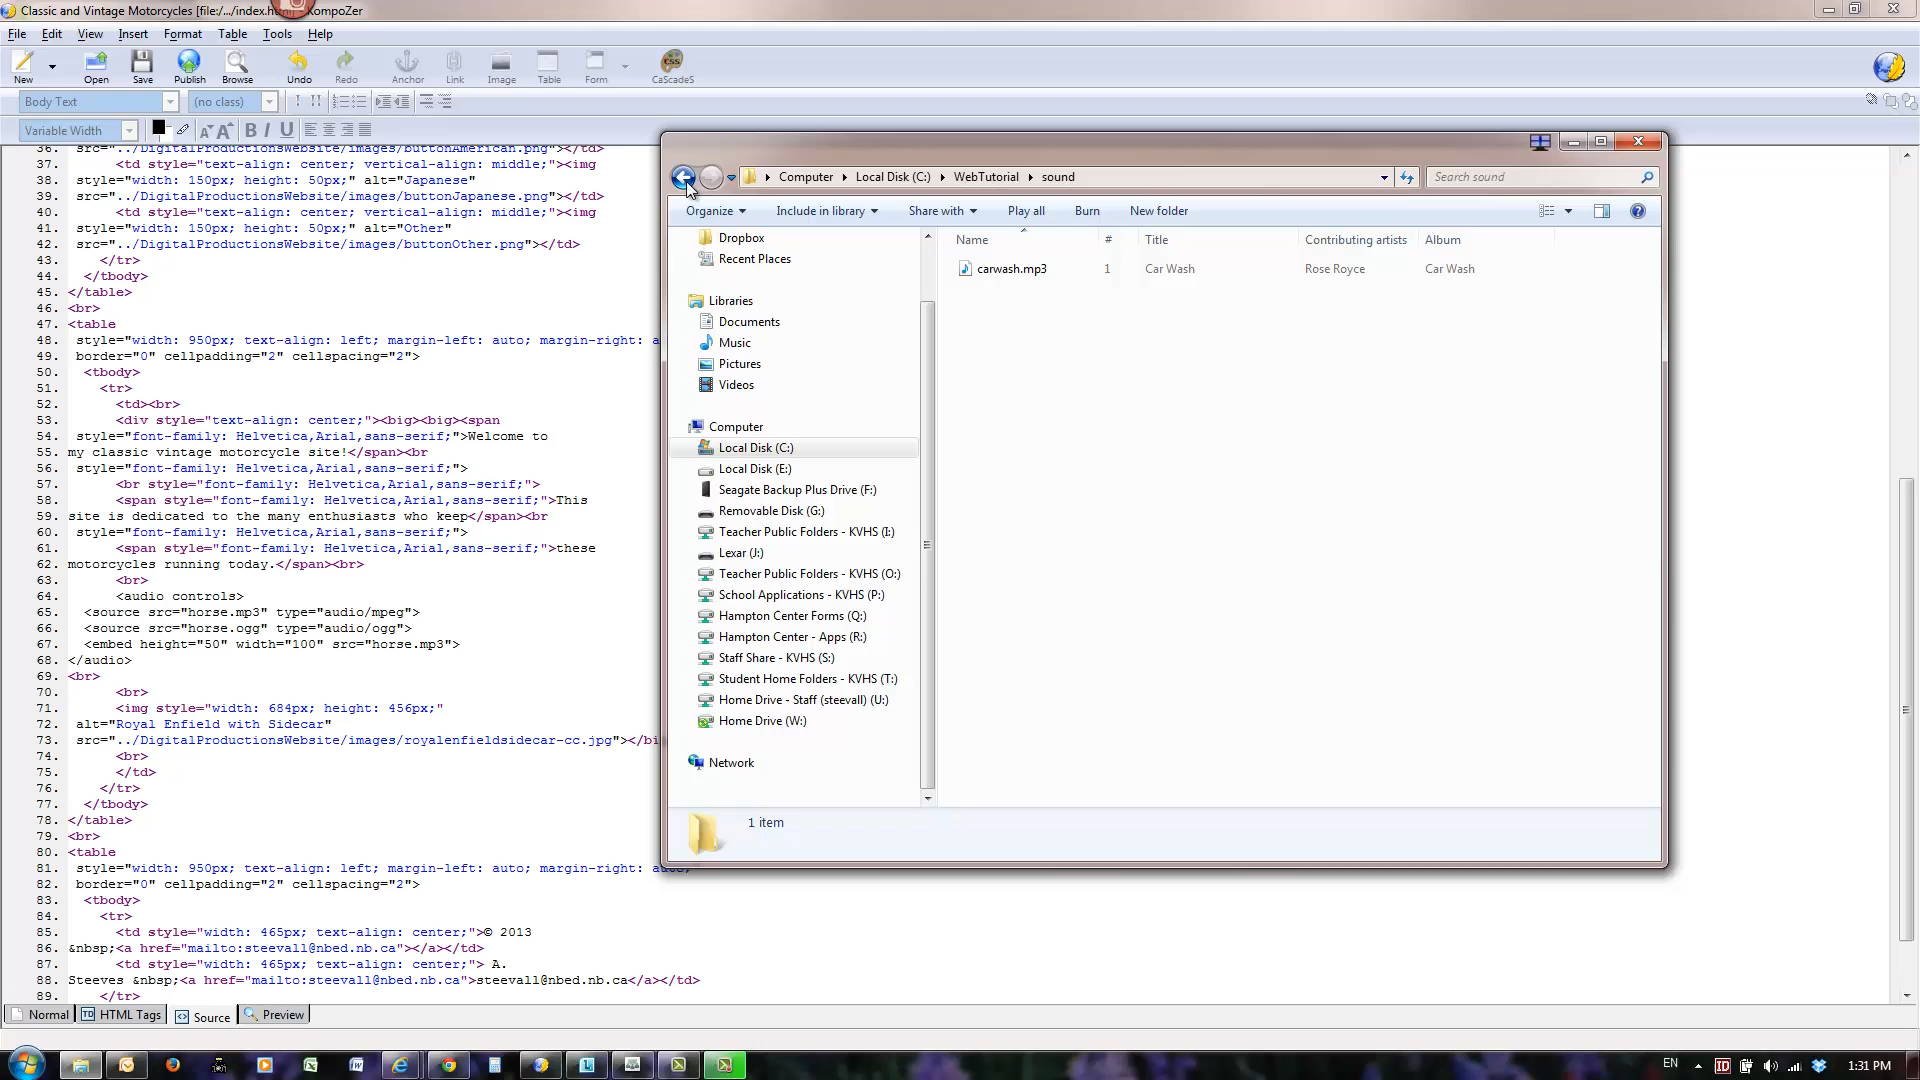 Classic and Vintage Motorcycles [file:/.../index.html] - KompoZer
File Edit View Insert Format Table Tools Help
New Open Save Publish Browse Undo Redo Anchor Link Image Table Form CaScadeS
Body Text (no class)
Variable Width
36. src="../DigitalProductionsWebsite/images/buttonAmerican.png"></td>
37. <td style="text-align: center; vertical-align: middle;"><img
38. style="width: 150px; height: 50px;" alt="Japanese"
39. src="../DigitalProductionsWebsite/images/buttonJapanese.png"></td>
40. <td style="text-align: center; vertical-align: middle;"><img
41. style="width: 150px; height: 50px;" alt="Other"
42. src="../DigitalProductionsWebsite/images/buttonOther.png"></td>
43. </tr>
44. </tbody>
45. </table>
46. <br>
47. <table
48. style="width: 950px; text-align: left; margin-left: auto; margin-right: a
49. border="0" cellpadding="2" cellspacing="2">
50. <tbody>
51. <tr>
52. <td><br>
53. <div style="text-align: center;"><big><big><span
54. style="font-family: Helvetica,Arial,sans-serif;">Welcome to
55. my classic vintage motorcycle site!</span><br
56. style="font-family: Helvetica,Arial,sans-serif;">
57. <br style="font-family: Helvetica,Arial,sans-serif;">
58. <span style="font-family: Helvetica,Arial,sans-serif;">This
59. site is dedicated to the many enthusiasts who keep</span><br
60. style="font-family: Helvetica,Arial,sans-serif;">
61. <span style="font-family: Helvetica,Arial,sans-serif;">these
62. motorcycles running today.</span><br>
63. <br>
64. <audio controls>
65. <source src="horse.mp3" type="audio/mpeg">
66. <source src="horse.ogg" type="audio/ogg">
67. <embed height="50" width="100" src="horse.mp3">
68. </audio>
69. <br>
70. <br>
71. <img style="width: 684px; height: 456px;"
72. alt="Royal Enfield with Sidecar"
73. src="../DigitalProductionsWebsite/images/royalenfieldsidecar-cc.jpg"></bi
74. <br>
75. </td>
76. </tr>
77. </tbody>
78. </table>
79. <br>
80. <table
81. style="width: 950px; text-align: left; margin-left: auto; margin-right: auto;
82. border="0" cellpadding="2" cellspacing="2">
83. <tbody>
84. <tr>
85. <td style="width: 465px; text-align: center;">© 2013
86. &nbsp;<a href="mailto:steevall@nbed.nb.ca"></a></td>
87. <td style="width: 465px; text-align: center;"> A.
88. Steeves &nbsp;<a href="mailto:steevall@nbed.nb.ca">steevall@nbed.nb.ca</a></td>
89. </tr>
Normal HTML Tags Source Preview
Computer Local Disk (C:) WebTutorial sound Search sound
Organize Include in library Share with Play all Burn New folder
Dropbox
Recent Places
Libraries
Documents
Music
Pictures
Videos
Computer
Local Disk (C:)
Local Disk (E:)
Seagate Backup Plus Drive (F:)
Removable Disk (G:)
Teacher Public Folders - KVHS (I:)
Lexar (J:)
Teacher Public Folders - KVHS (O:)
School Applications - KVHS (P:)
Hampton Center Forms (Q:)
Hampton Center - Apps (R:)
Staff Share - KVHS (S:)
Student Home Folders - KVHS (T:)
Home Drive - Staff (steevall) (U:)
Home Drive (W:)
Network
Name # Title Contributing artists Album
carwash.mp3 1 Car Wash Rose Royce Car Wash
1 item
EN 1:31 PM